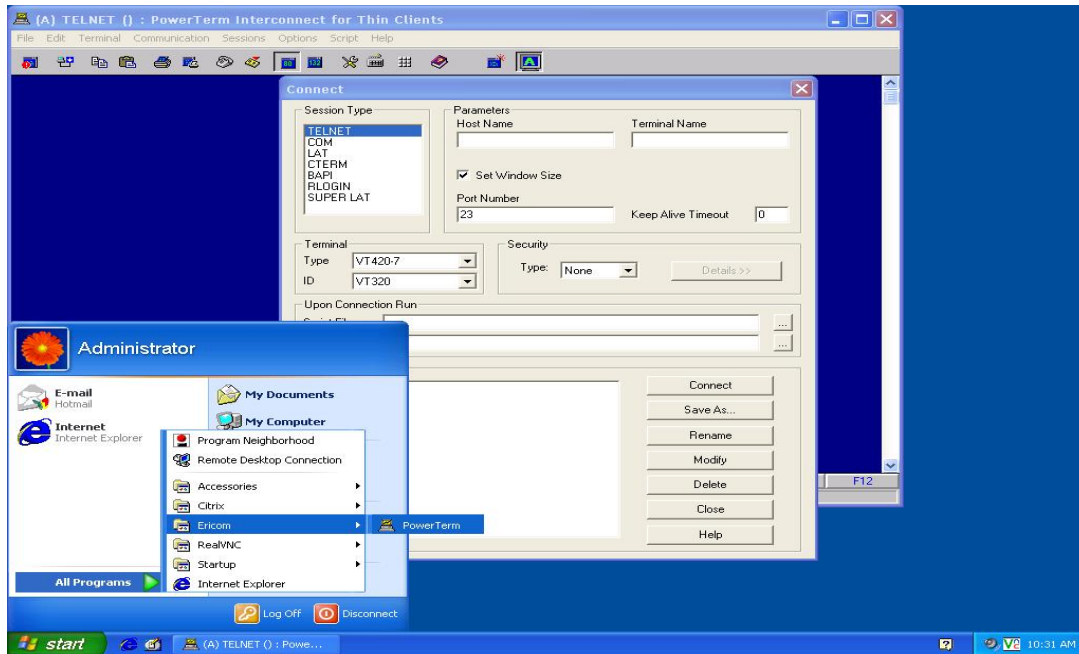 (A) TELNET () : PowerTerm Interconnect for Thin Clients
File Edit Terminal Communication Sessions Options Script Help
80 132
Connect
Session Type
TELNET
COM
LAT
CTERM
BAPI
RLOGIN
SUPER LAT
Parameters
Host Name
Terminal Name
Set Window Size
Port Number
23
Keep Alive Timeout 0
Terminal
Type VT420-7
ID VT320
Security
Type: None
Details >>
Upon Connection Run
...
...
Connect
Save As...
Rename
Modify
Delete
Close
Help
F12
Administrator
E-mail
Hotmail
Internet
Internet Explorer
My Documents
My Computer
Program Neighborhood
Remote Desktop Connection
Accessories
Citrix
Ericom
PowerTerm
RealVNC
Startup
Internet Explorer
All Programs
Log Off
Disconnect
start
(A) TELNET () : Powe...
10:31 AM